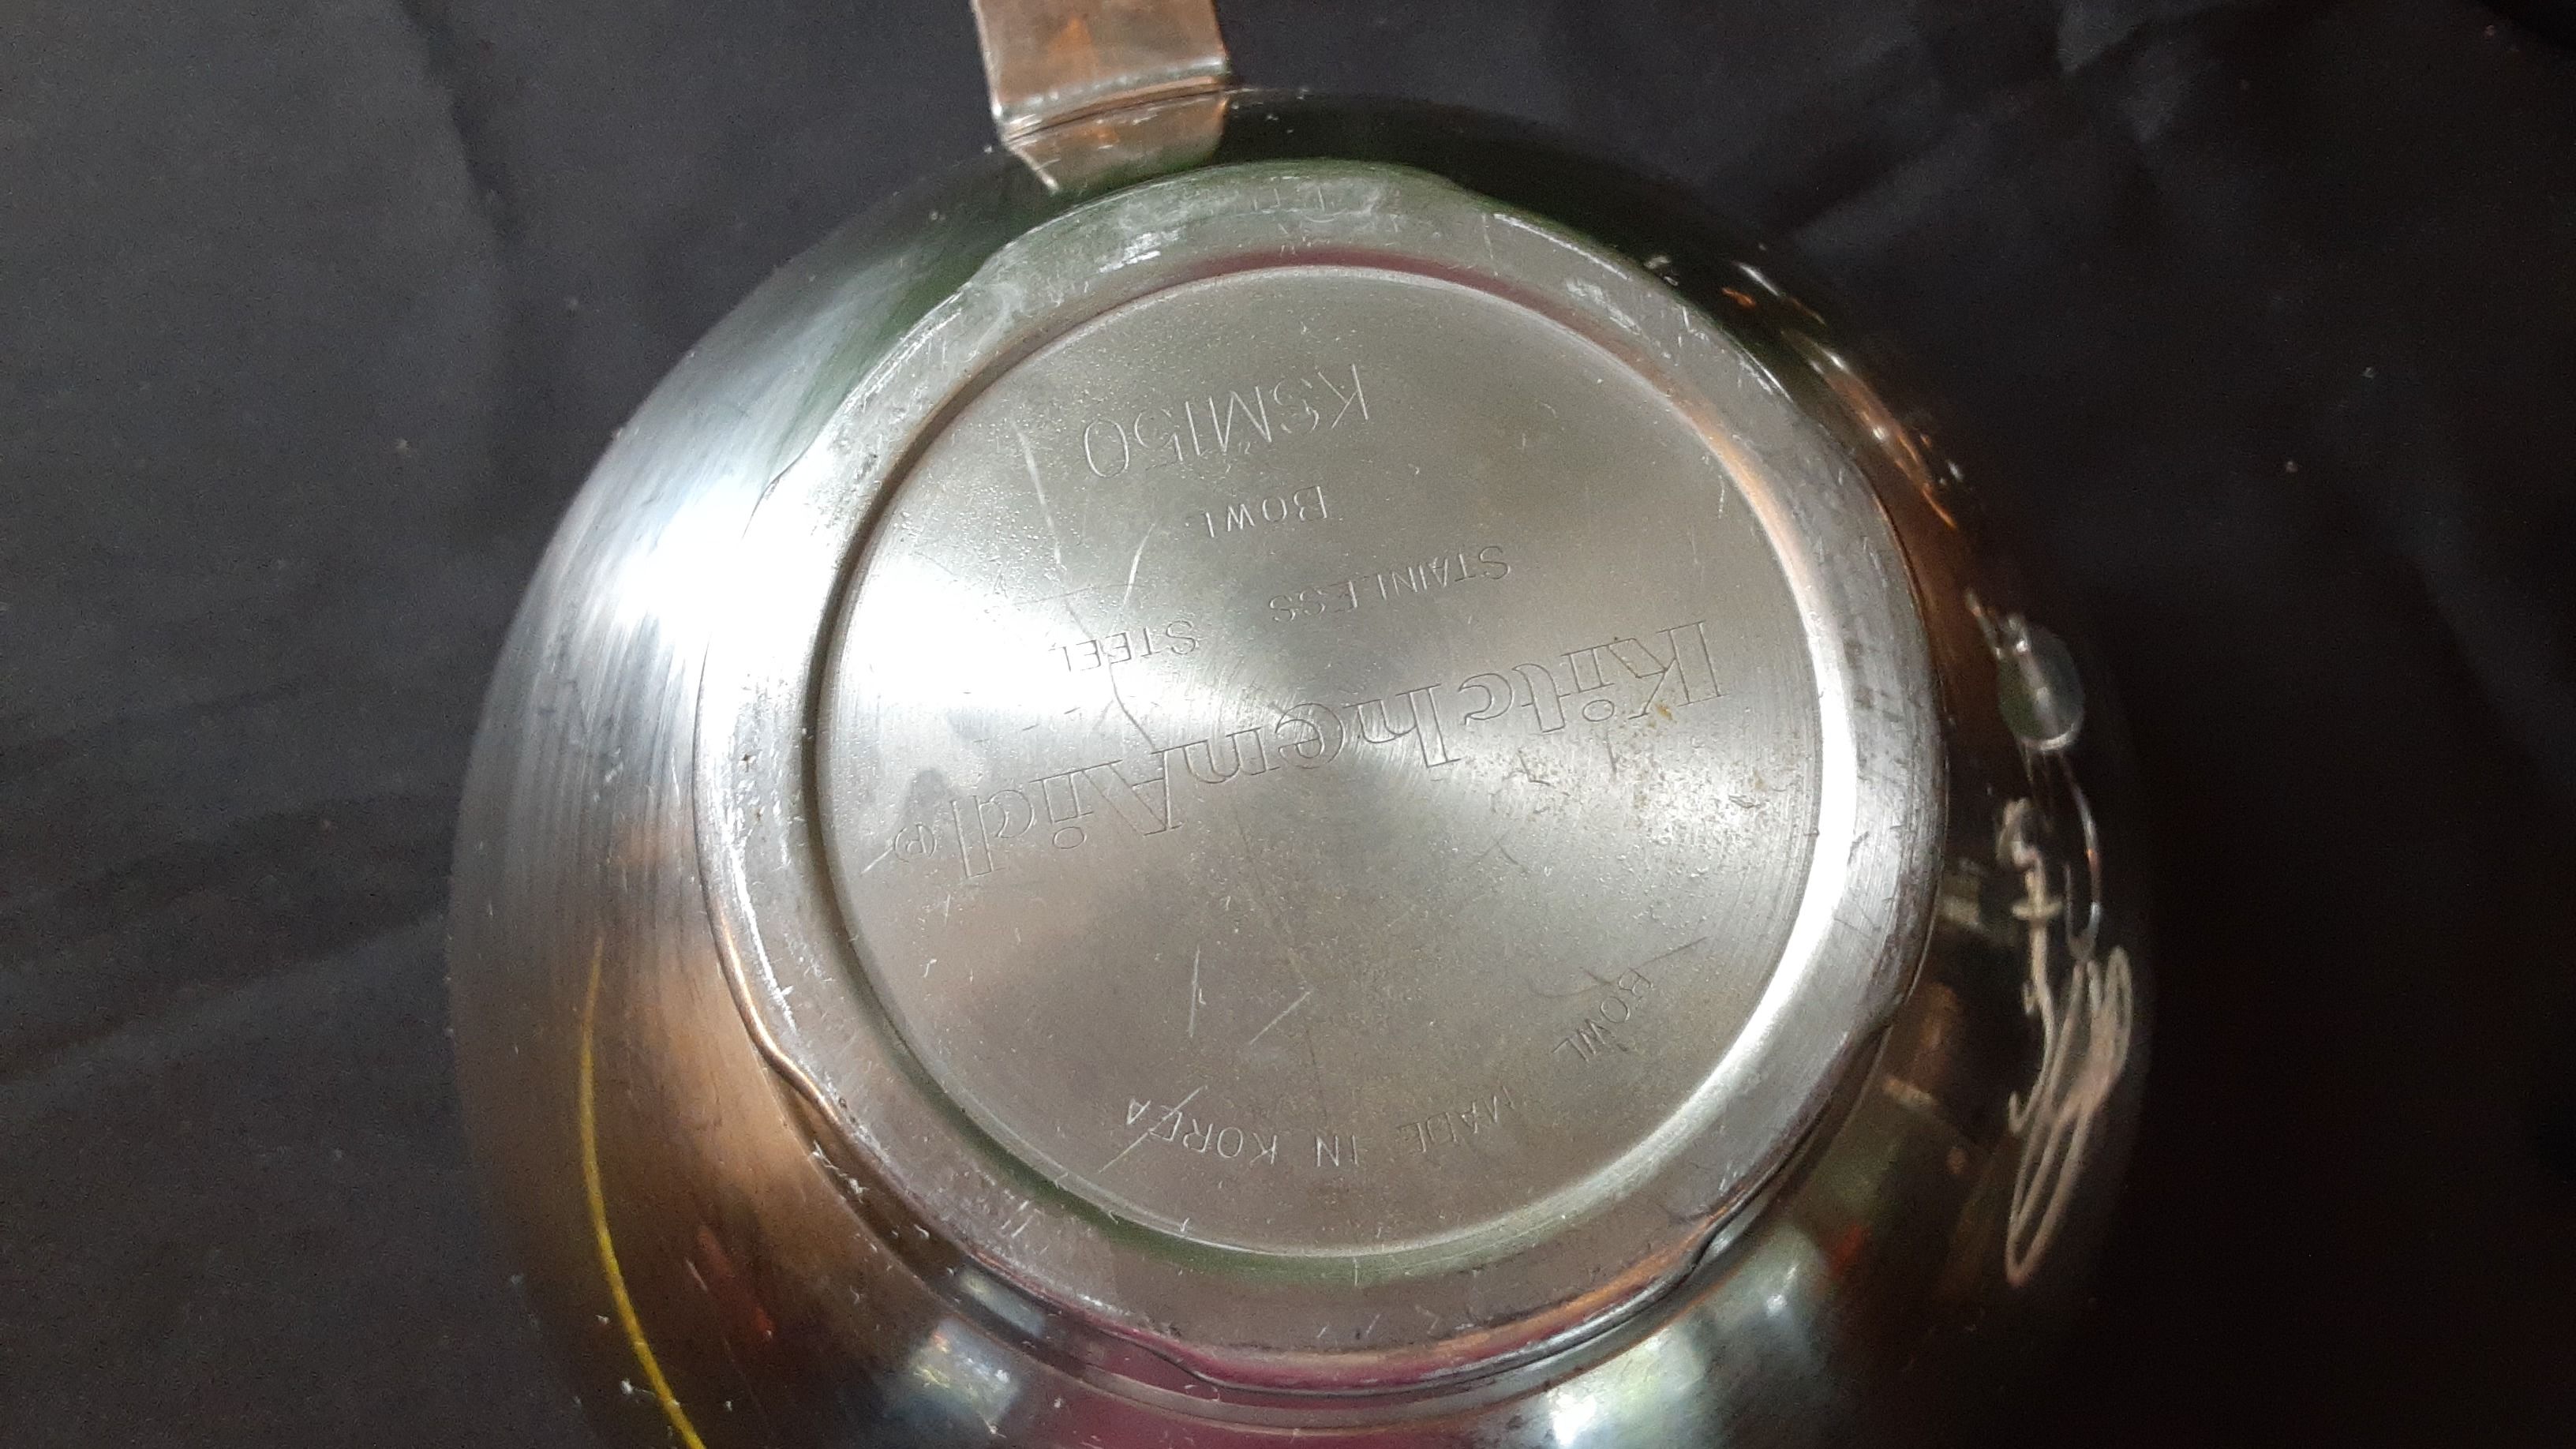 BOWL MADE IN KOREA
KitchenAid®
STAINLESS STEEL
BOWL
KSM150